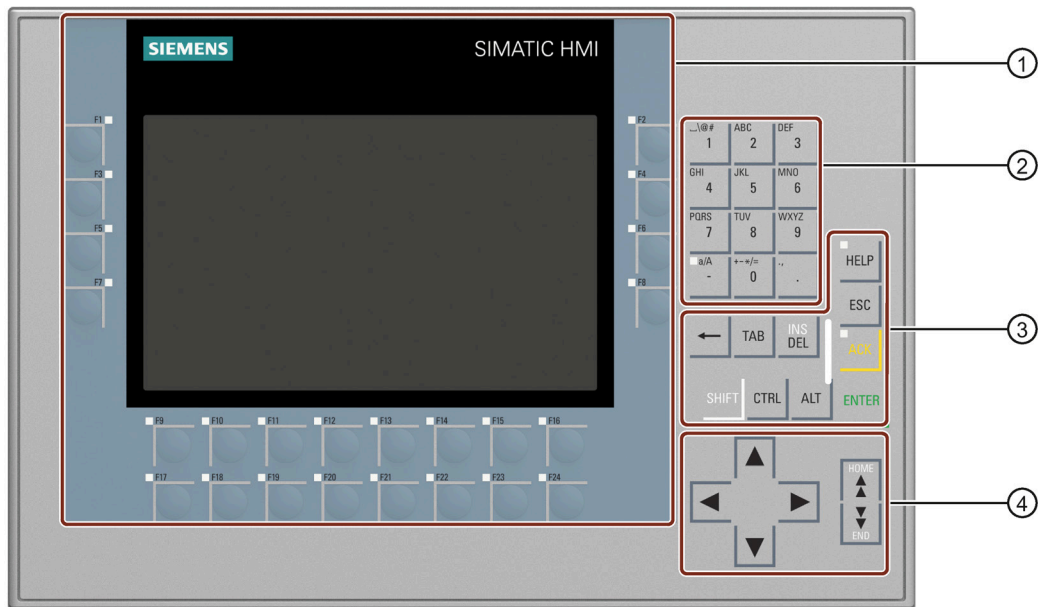 SIEMENS SIMATIC HMI
①
F1 F2
F3 F4
F5 F6
F7 F8
⎵\@# ABC DEF
1 2 3
②
GHI JKL MNO
4 5 6
PQRS TUV WXYZ
7 8 9
a/A +-*/= .,
- 0 .
HELP
ESC
③
← TAB INS
DEL
ACK
SHIFT CTRL ALT ENTER
F9 F10 F11 F12 F13 F14 F15 F16
F17 F18 F19 F20 F21 F22 F23 F24
HOME
④
END